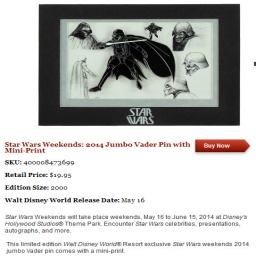 STAR
WARS
Star Wars Weekends: 2014 Jumbo Vader Pin with
Mini-Print
Buy Now
SKU: 400008473699
Retail Price: $19.95
Edition Size: 2000
Walt Disney World Release Date: May 16
Star Wars Weekends will take place weekends, May 16 to June 15, 2014 at Disney's
Hollywood Studios® Theme Park. Encounter Star Wars celebrities, presentations,
autographs, and more.
This limited edition Walt Disney World® Resort exclusive Star Wars weekends 2014
jumbo Vader pin comes with a mini-print.